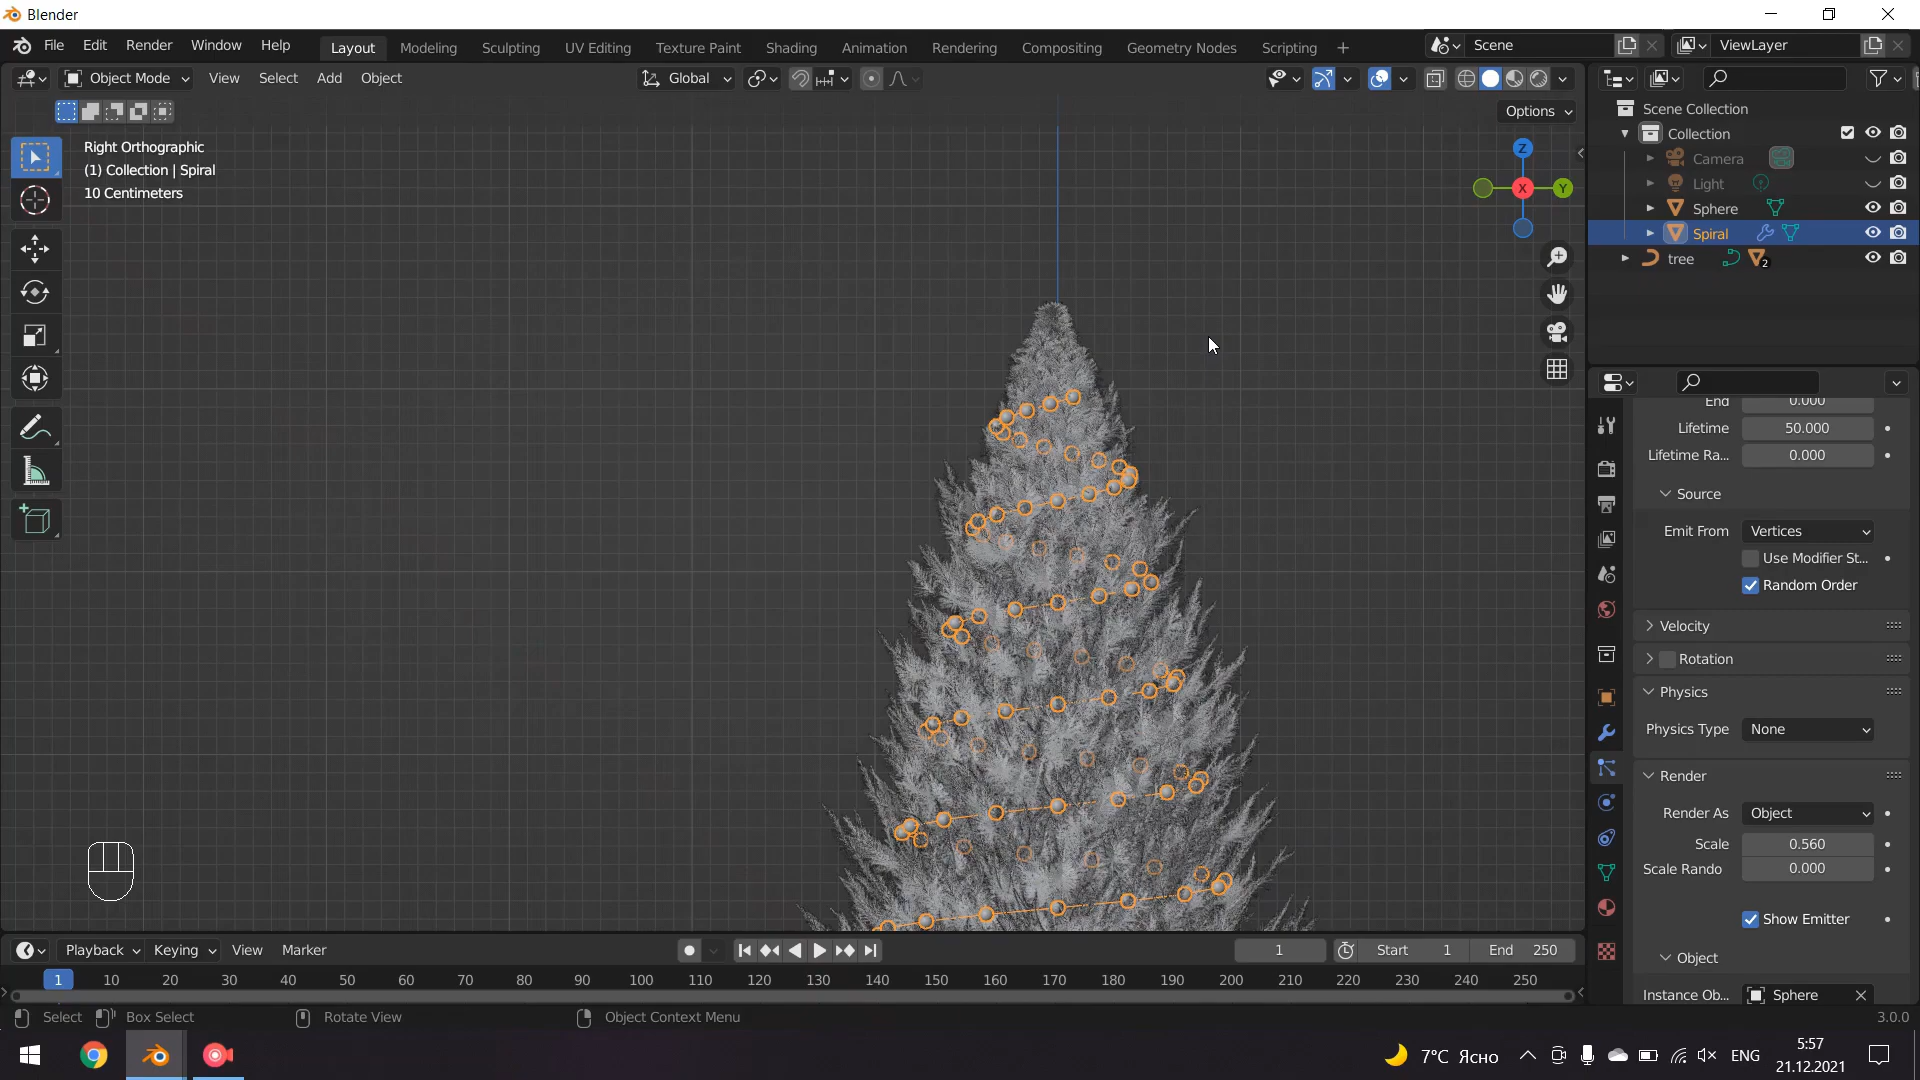 Blender
File Edit Render Window Help Layout Modeling Sculpting UV Editing Texture Paint Shading Animation Rendering Compositing Geometry Nodes Scripting + Scene ViewLayer
Object Mode View Select Add Object Global
Options
Right Orthographic
(1) Collection | Spiral
10 Centimeters
Z
X
Y
Scene Collection
Collection
Camera
Light
Sphere
Spiral
tree 2
End 0.000
Lifetime 50.000
Lifetime Ra... 0.000
Source
Emit From Vertices
Use Modifier St...
Random Order
Velocity
Rotation
Physics
Physics Type None
Render
Render As Object
Scale 0.560
Scale Rando 0.000
Show Emitter
Object
Instance Ob... Sphere
Playback Keying View Marker 1 Start 1 End 250
1 10 20 30 40 50 60 70 80 90 100 110 120 130 140 150 160 170 180 190 200 210 220 230 240 250
Select Box Select Rotate View Object Context Menu 3.0.0
7°C Ясно ENG 5:57
21.12.2021